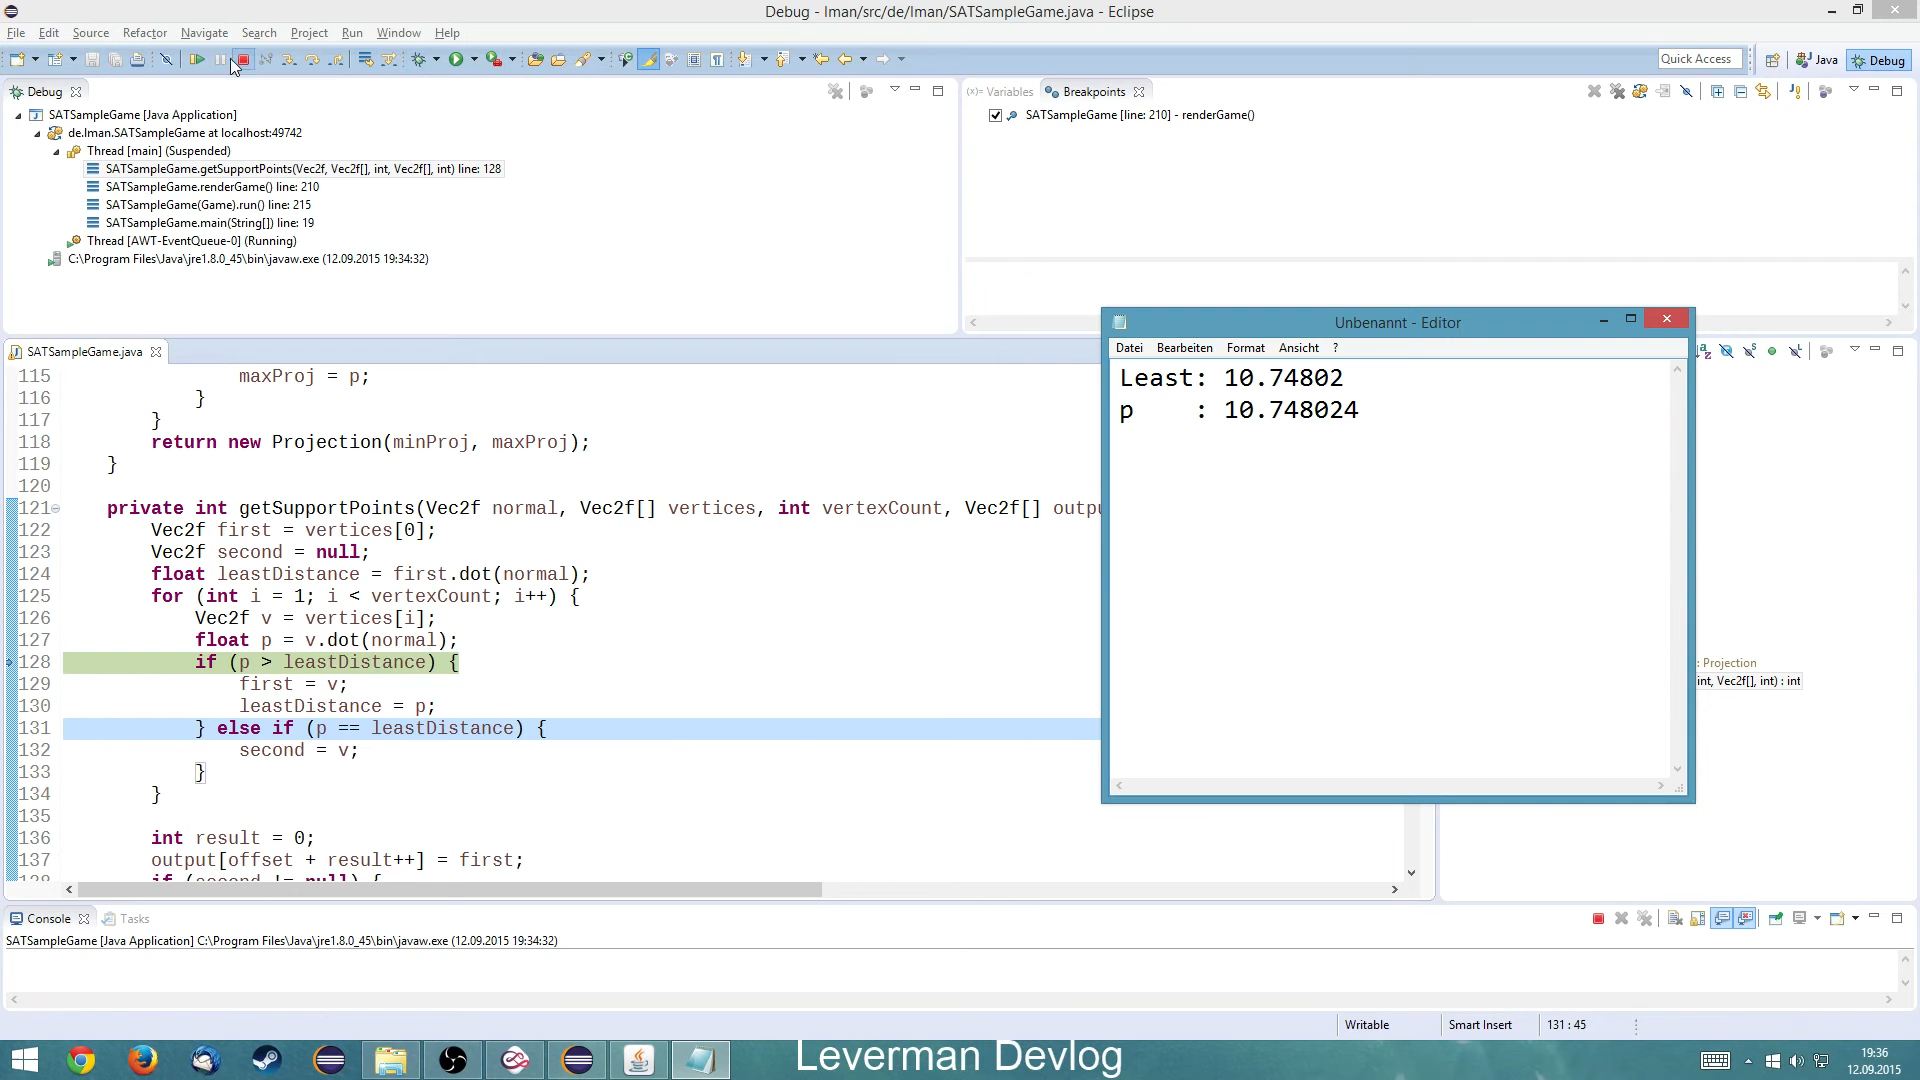 Debug - lman/src/de/lman/SATSampleGame.java - Eclipse
File Edit Source Refactor Navigate Search Project Run Window Help
Quick Access Java Debug
Debug
SATSampleGame [Java Application]
de.lman.SATSampleGame at localhost:49742
Thread [main] (Suspended)
SATSampleGame.getSupportPoints(Vec2f, Vec2f[], int, Vec2f[], int) line: 128
SATSampleGame.renderGame() line: 210
SATSampleGame(Game).run() line: 215
SATSampleGame.main(String[]) line: 19
Thread [AWT-EventQueue-0] (Running)
C:\Program Files\Java\jre1.8.0_45\bin\javaw.exe (12.09.2015 19:34:32)
(x)= Variables Breakpoints
SATSampleGame [line: 210] - renderGame()
SATSampleGame.java
115 maxProj = p;
116 }
117 }
118 return new Projection(minProj, maxProj);
119 }
120
121 private int getSupportPoints(Vec2f normal, Vec2f[] vertices, int vertexCount, Vec2f[] outpu
122 Vec2f first = vertices[0];
123 Vec2f second = null;
124 float leastDistance = first.dot(normal);
125 for (int i = 1; i < vertexCount; i++) {
126 Vec2f v = vertices[i];
127 float p = v.dot(normal);
128 if (p > leastDistance) {
129 first = v;
130 leastDistance = p;
131 } else if (p == leastDistance) {
132 second = v;
133 }
134 }
135
136 int result = 0;
137 output[offset + result++] = first;
138 if (second != null) {
Unbenannt - Editor
Datei Bearbeiten Format Ansicht ?
Least: 10.74802
p : 10.748024
: Projection
int, Vec2f[], int) : int
Console Tasks
SATSampleGame [Java Application] C:\Program Files\Java\jre1.8.0_45\bin\javaw.exe (12.09.2015 19:34:32)
Writable Smart Insert 131 : 45
Leverman Devlog
19:36
12.09.2015